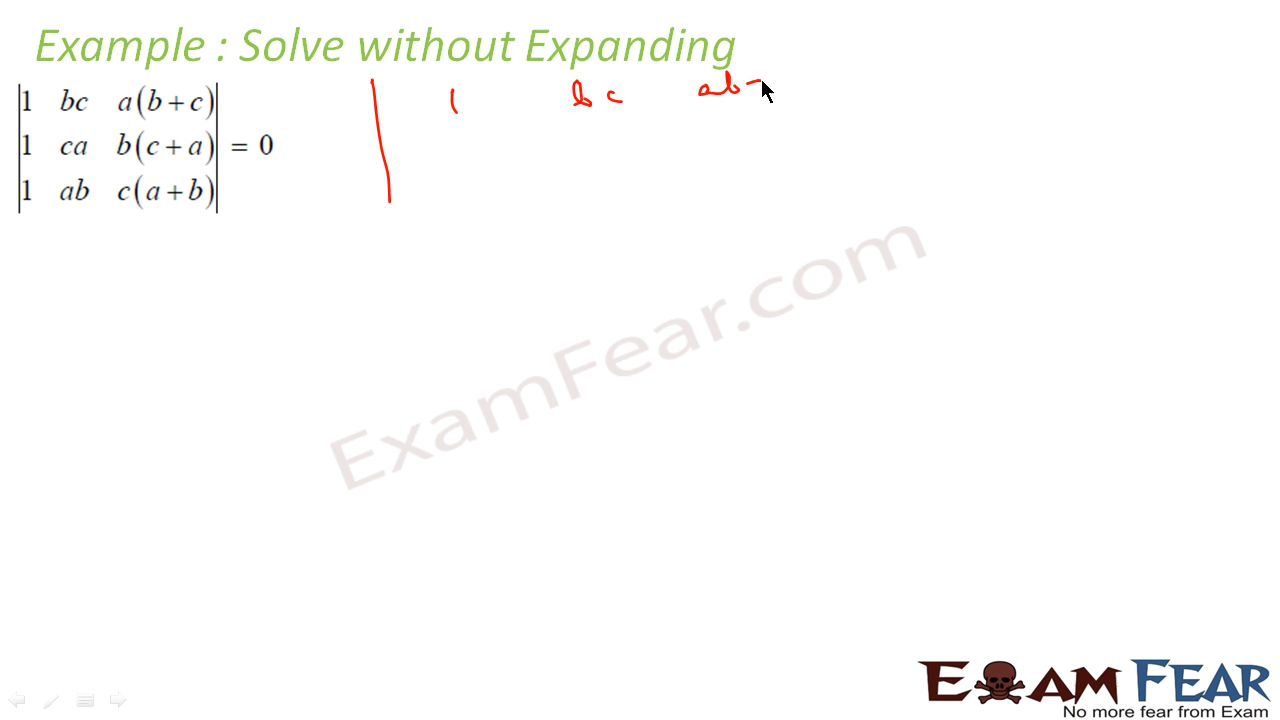 Example : Solve without Expanding
|1 bc a(b+c)|
|1 ca b(c+a)| = 0
|1 ab c(a+b)|
| 1 bc ab-
ExamFear.com
EXAM FEAR
No more fear from Exam